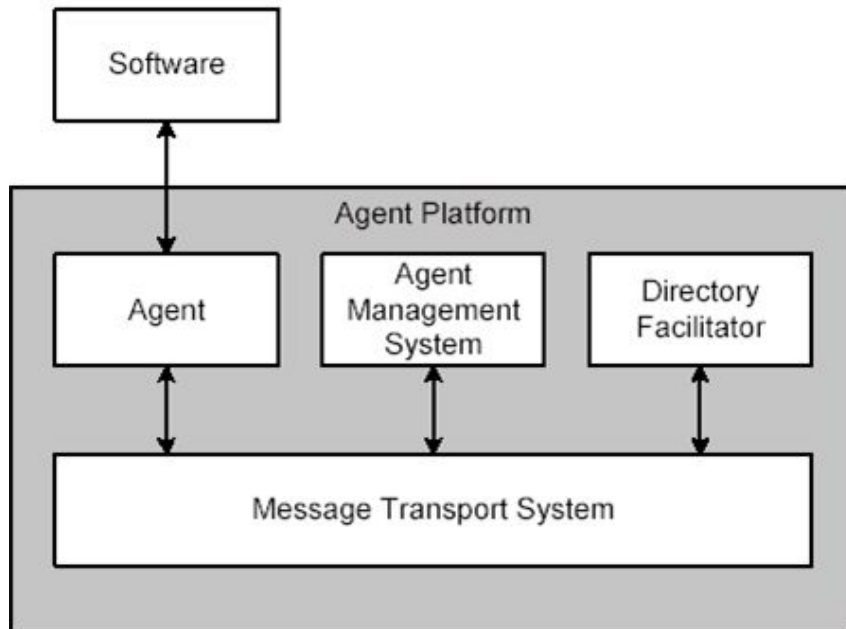 Software
Agent Platform
Agent
Agent
Management
System
Directory
Facilitator
Message Transport System